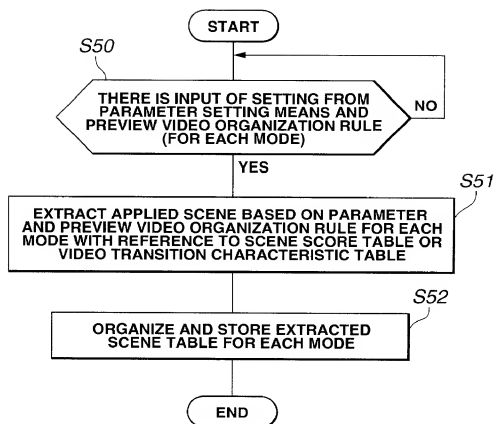 START
S50
THERE IS INPUT OF SETTING FROM
PARAMETER SETTING MEANS AND
PREVIEW VIDEO ORGANIZATION RULE
(FOR EACH MODE)
NO
YES
S51
EXTRACT APPLIED SCENE BASED ON PARAMETER
AND PREVIEW VIDEO ORGANIZATION RULE FOR EACH
MODE WITH REFERENCE TO SCENE SCORE TABLE OR
VIDEO TRANSITION CHARACTERISTIC TABLE
S52
ORGANIZE AND STORE EXTRACTED
SCENE TABLE FOR EACH MODE
END